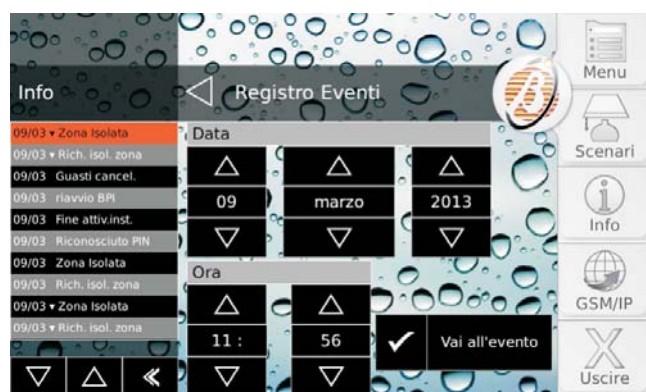 Info
Registro Eventi
09/03 ▾ Zona Isolata
09/03 ▾ Rich. isol. zona
09/03 Guasti cancel.
09/03 riavvio BPI
09/03 Fine attiv.inst.
09/03 Riconosciuto PIN
09/03 Zona Isolata
09/03 Rich. isol. zona
09/03 ▾ Zona Isolata
09/03 ▾ Rich. isol. zona
Data
09 marzo 2013
Ora
11 : 56
Vai all'evento
B
Menu
Scenari
Info
GSM/IP
Uscire